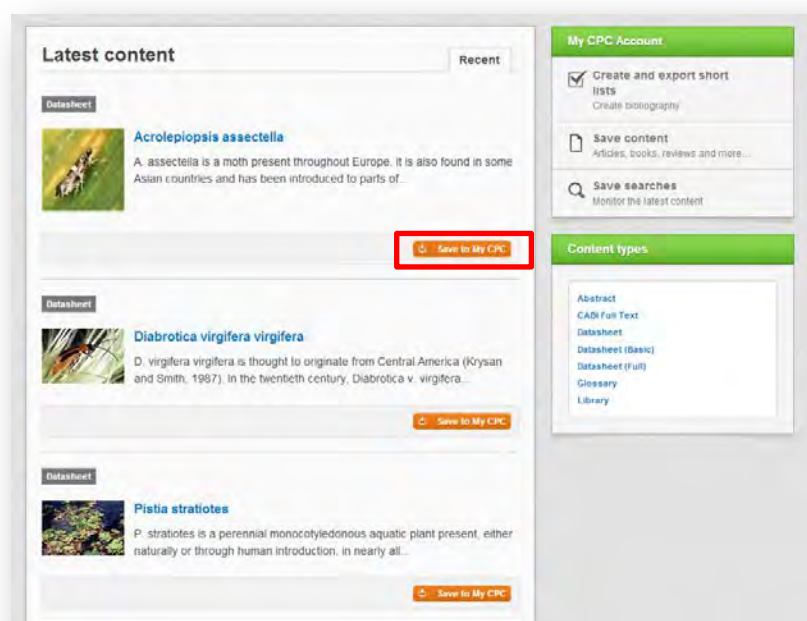 Latest content
Recent
Datasheet
Acrolepiopsis assectella
A. assectella is a moth present throughout Europe. It is also found in some
Asian countries and has been introduced to parts of...
Save to My CPC
Datasheet
Diabrotica virgifera virgifera
D. virgifera virgifera is thought to originate from Central America (Krysan
and Smith, 1987). In the twentieth century, Diabrotica v. virgifera...
Save to My CPC
Datasheet
Pistia stratiotes
P. stratiotes is a perennial monocotyledonous aquatic plant present, either
naturally or through human introduction, in nearly all...
Save to My CPC
My CPC Account
Create and export short
lists
Create bibliography
Save content
Articles, books, reviews and more...
Save searches
Monitor the latest content
Content types
Abstract
CABI Full Text
Datasheet
Datasheet (Basic)
Datasheet (Full)
Glossary
Library